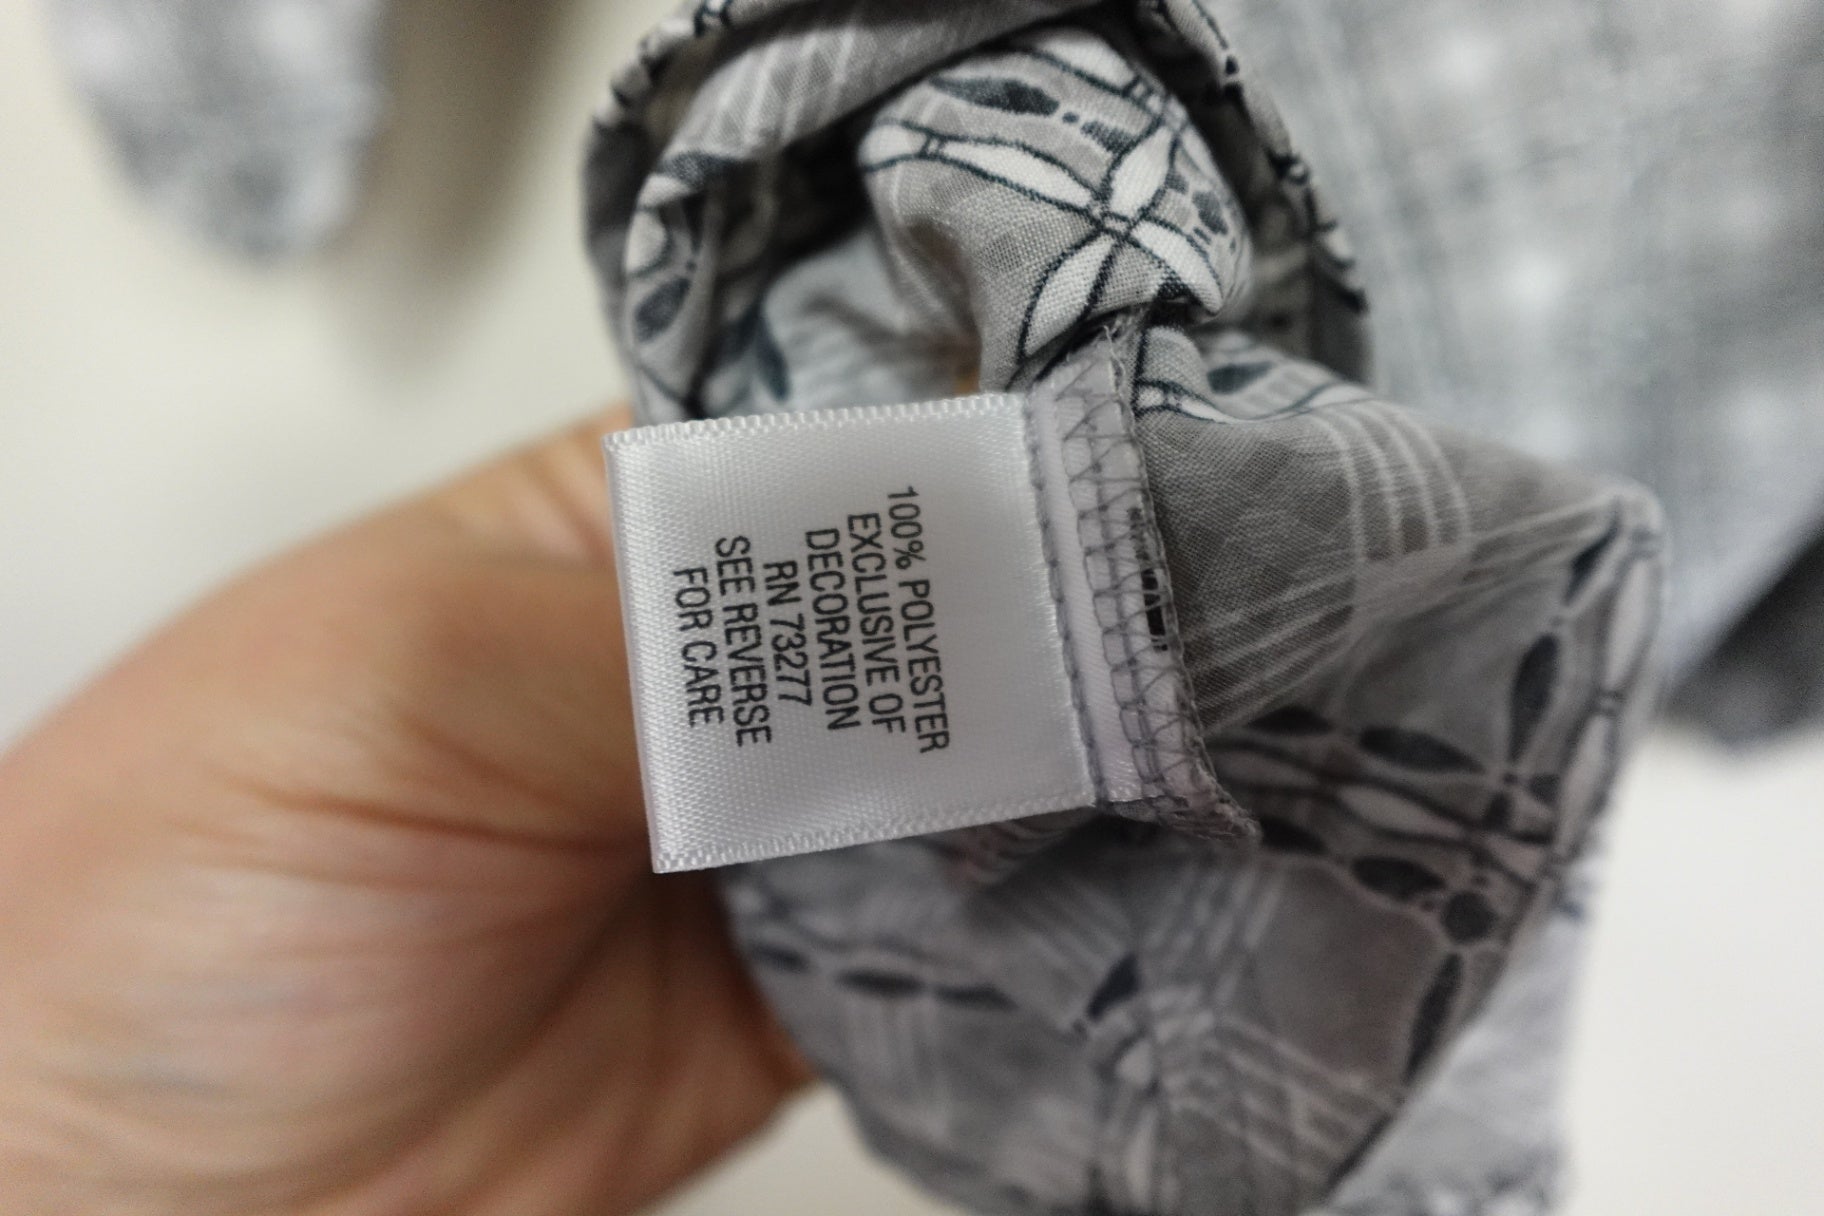 100% POLYESTER
EXCLUSIVE OF
DECORATION
RN 73277
SEE REVERSE
FOR CARE